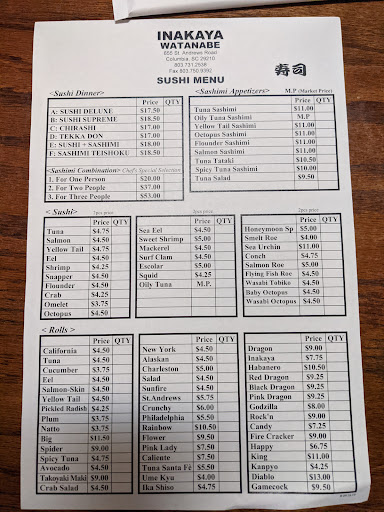 INAKAYA
WATANABE
655 St. Andrews Road
Columbia, SC 29210
803.731.2538
Fax 803.750.9392
SUSHI MENU
寿司
<Sushi Dinner>
Price QTY
A: SUSHI DELUXE $17.50
B: SUSHI SUPREME $18.50
C: CHIRASHI $17.00
D: TEKKA DON $17.00
E: SUSHI + SASHIMI $18.00
F: SASHIMI TEISHOKU $18.50
<Sashimi Combination> Chef's Special Selection
1. For One Person $20.00
2. For Two People $37.00
3. For Three People $53.00
<Sashimi Appetizers> M.P (Market Price)
Price QTY
Tuna Sashimi $11.00
Oily Tuna Sashimi M.P
Yellow Tail Sashimi $11.00
Octopus Sashimi $11.00
Flounder Sashimi $11.00
Salmon Sashimi $11.00
Tuna Tataki $10.50
Spicy Tuna Sashimi $10.00
Tuna Salad $9.50
<Sushi>
2pcs price
Price QTY
Tuna $4.75
Salmon $4.50
Yellow Tail $4.75
Eel $4.50
Shrimp $4.25
Snapper $4.50
Flounder $4.50
Crab $4.25
Omelet $3.75
Octopus $4.50
2pcs price
Price QTY
Sea Eel $4.50
Sweet Shrimp $5.00
Mackerel $4.50
Surf Clam $4.50
Escolar $5.00
Squid $4.25
Oily Tuna M.P.
2pcs price
Price QTY
Honeymoon Sp $5.00
Smelt Roe $4.00
Sea Urchin $11.00
Conch $4.75
Salmon Roe $5.00
Flying Fish Roe $4.50
Wasabi Tobiko $4.50
Baby Octopus $4.50
Wasabi Octopus $4.50
< Rolls >
Price QTY
California $4.50
Tuna $4.50
Cucumber $3.75
Eel $4.50
Salmon-Skin $4.50
Yellow Tail $4.50
Pickled Radish $4.25
Plum $3.75
Natto $3.75
Big $11.50
Spider $9.00
Spicy Tuna $4.75
Avocado $4.50
Takoyaki Maki $9.00
Crab Salad $4.50
Price QTY
New York $4.50
Alaskan $4.50
Charleston $5.00
Salad $4.50
Sunfire $4.50
St.Andrews $5.75
Crunchy $6.00
Philadelphia $5.50
Rainbow $10.50
Flower $9.50
Pink Lady $7.50
Caliente $7.50
Tuna Santa Fé $5.50
Ume Kyu $4.00
Ika Shiso $4.75
Price QTY
Dragon $9.00
Inakaya $7.75
Habanero $10.50
Red Dragon $9.25
Black Dragon $9.25
Pink Dragon $9.25
Godzilla $8.00
Rock'n $9.00
Candy $7.25
Fire Cracker $9.00
Happy $6.75
King $11.00
Kanpyo $4.25
Diablo $13.00
Gamecock $9.50